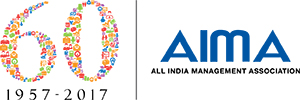 60
1957-2017
AIMA
ALL INDIA MANAGEMENT ASSOCIATION